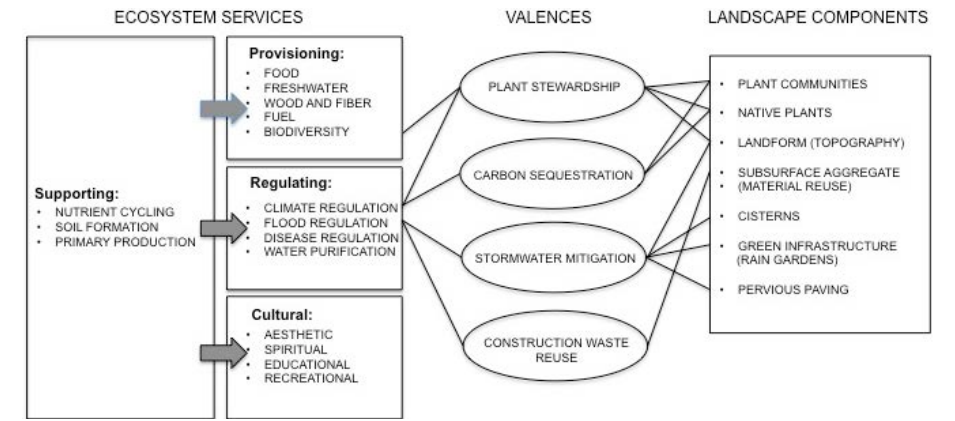 ECOSYSTEM SERVICES
VALENCES
LANDSCAPE COMPONENTS
Supporting:
• NUTRIENT CYCLING
• SOIL FORMATION
• PRIMARY PRODUCTION
Provisioning:
• FOOD
• FRESHWATER
• WOOD AND FIBER
• FUEL
• BIODIVERSITY
Regulating:
• CLIMATE REGULATION
• FLOOD REGULATION
• DISEASE REGULATION
• WATER PURIFICATION
Cultural:
• AESTHETIC
• SPIRITUAL
• EDUCATIONAL
• RECREATIONAL
PLANT STEWARDSHIP
CARBON SEQUESTRATION
STORMWATER MITIGATION
CONSTRUCTION WASTE
REUSE
• PLANT COMMUNITIES
• NATIVE PLANTS
• LANDFORM (TOPOGRAPHY)
• SUBSURFACE AGGREGATE
• (MATERIAL REUSE)
• CISTERNS
• GREEN INFRASTRUCTURE
(RAIN GARDENS)
• PERVIOUS PAVING